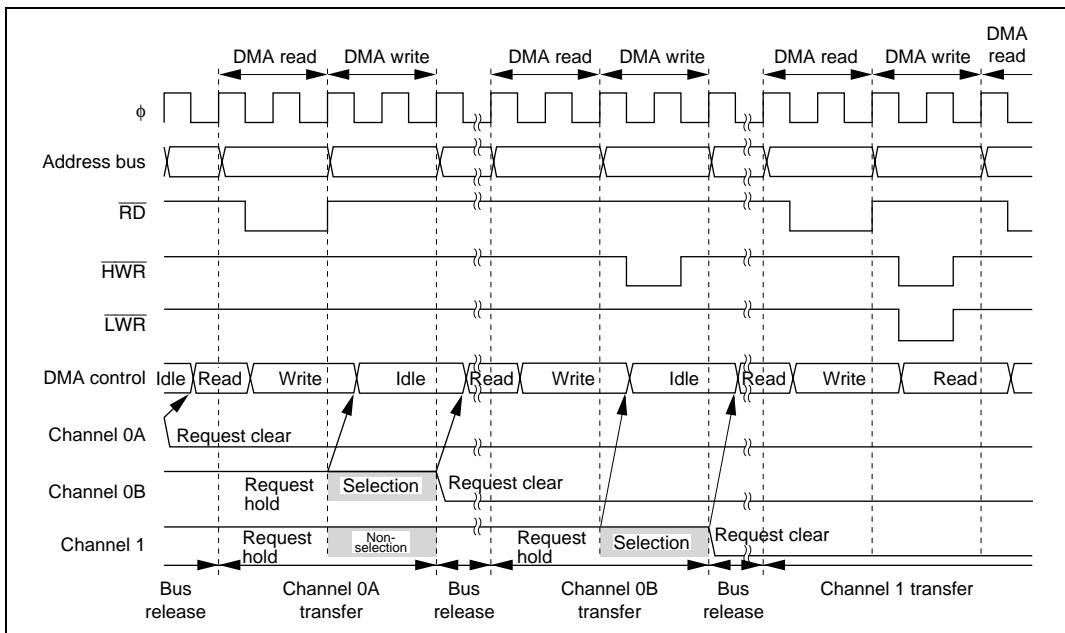 DMA read DMA write DMA read DMA write DMA read DMA write DMA
read
φ
Address bus
RD
HWR
LWR
DMA control Idle Read Write Idle Read Write Idle Read Write Read
Channel 0A Request clear
Channel 0B Request
hold Selection Request clear
Channel 1 Request
hold Non-
selection Request
hold Selection Request clear
Bus
release Channel 0A
transfer Bus
release Channel 0B
transfer Bus
release Channel 1 transfer